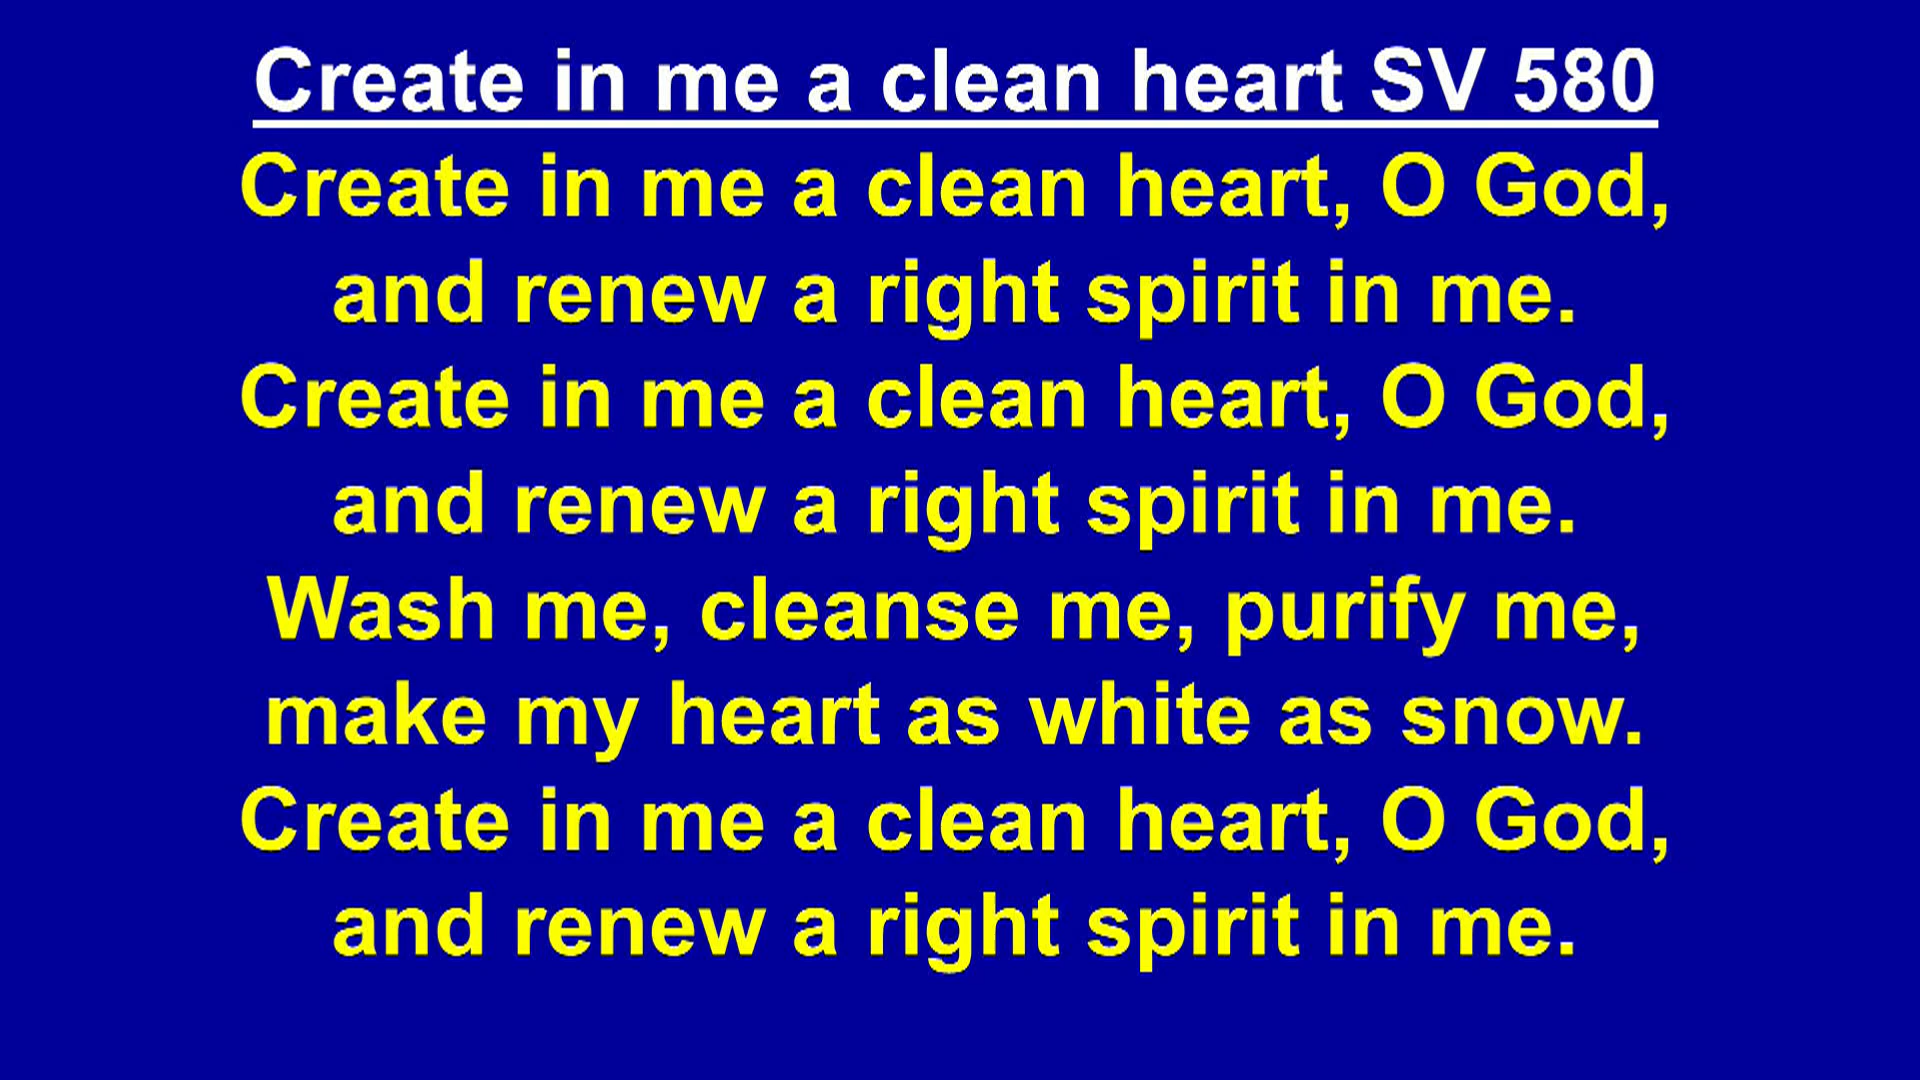 Create in me a clean heart SV 580
Create in me a clean heart, O God,
and renew a right spirit in me.
Create in me a clean heart, O God,
and renew a right spirit in me.
Wash me, cleanse me, purify me,
make my heart as white as snow.
Create in me a clean heart, O God,
and renew a right spirit in me.